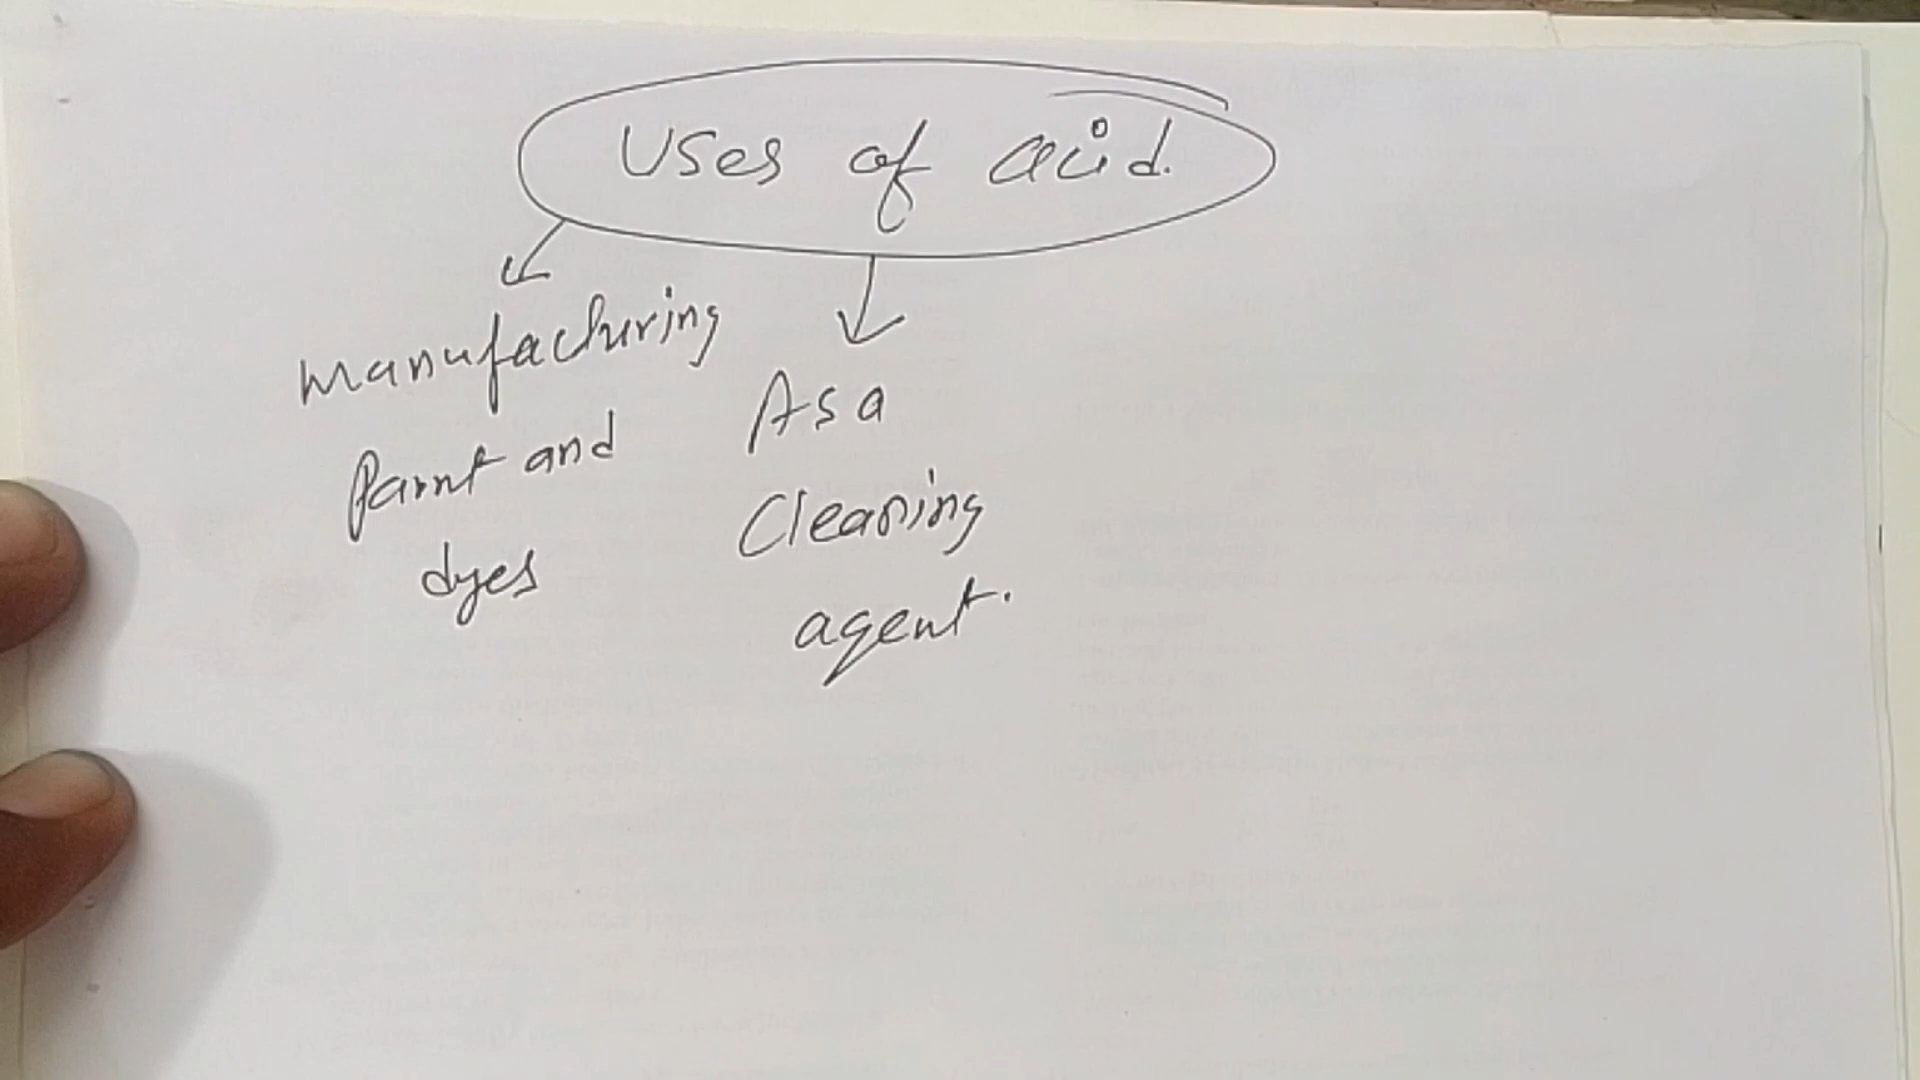 Uses of acid.
manufacturing
Paint and
dyes
As a
Cleaning
agent.